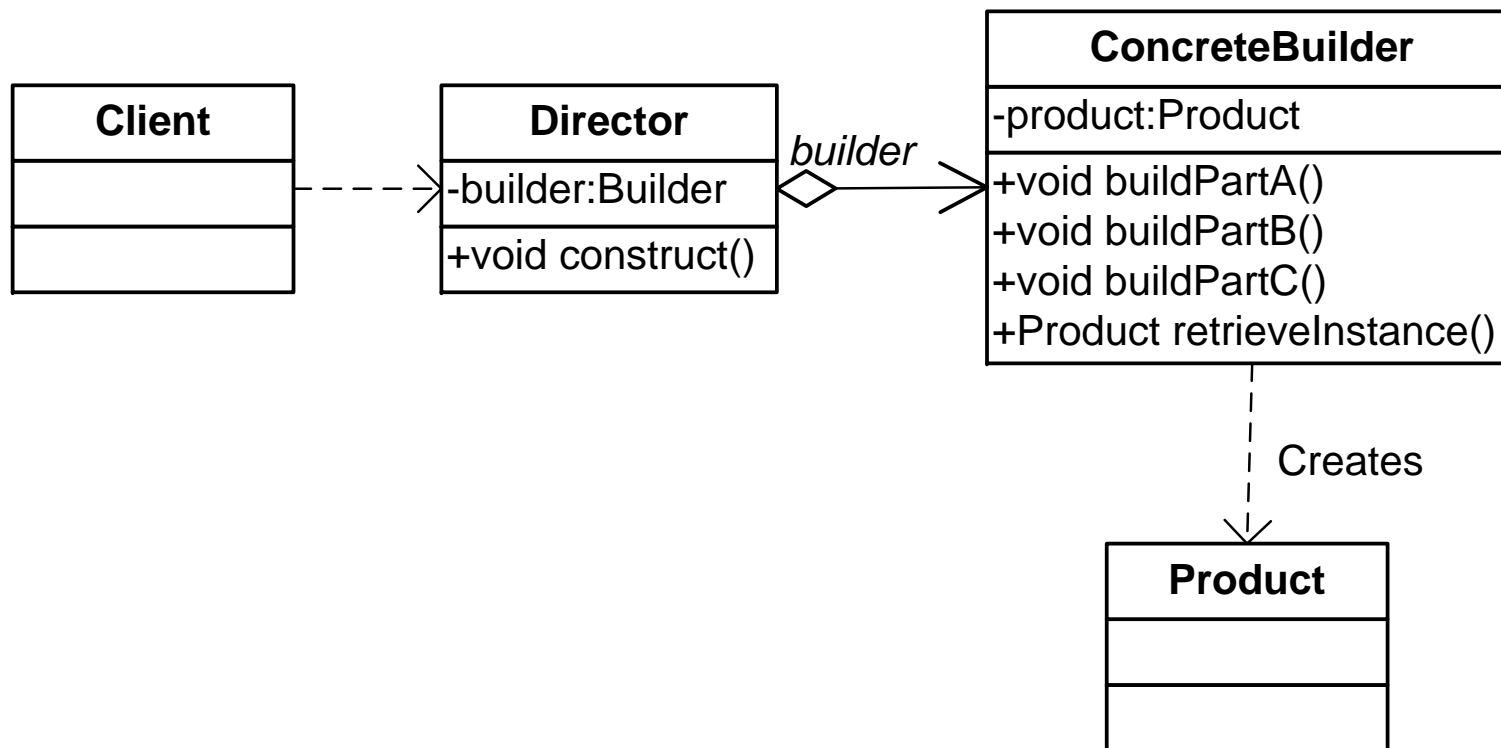 Client
Director
-builder:Builder
+void construct()
builder
ConcreteBuilder
-product:Product
+void buildPartA()
+void buildPartB()
+void buildPartC()
+Product retrieveInstance()
Creates
Product